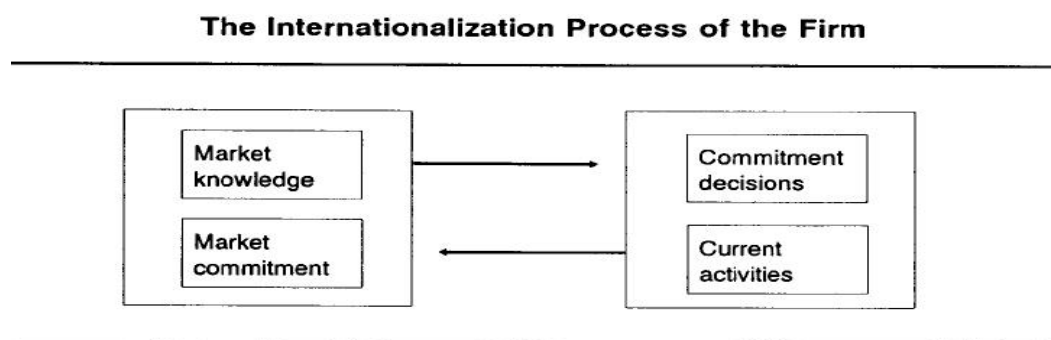 The Internationalization Process of the Firm
Market
knowledge
Market
commitment
Commitment
decisions
Current
activities